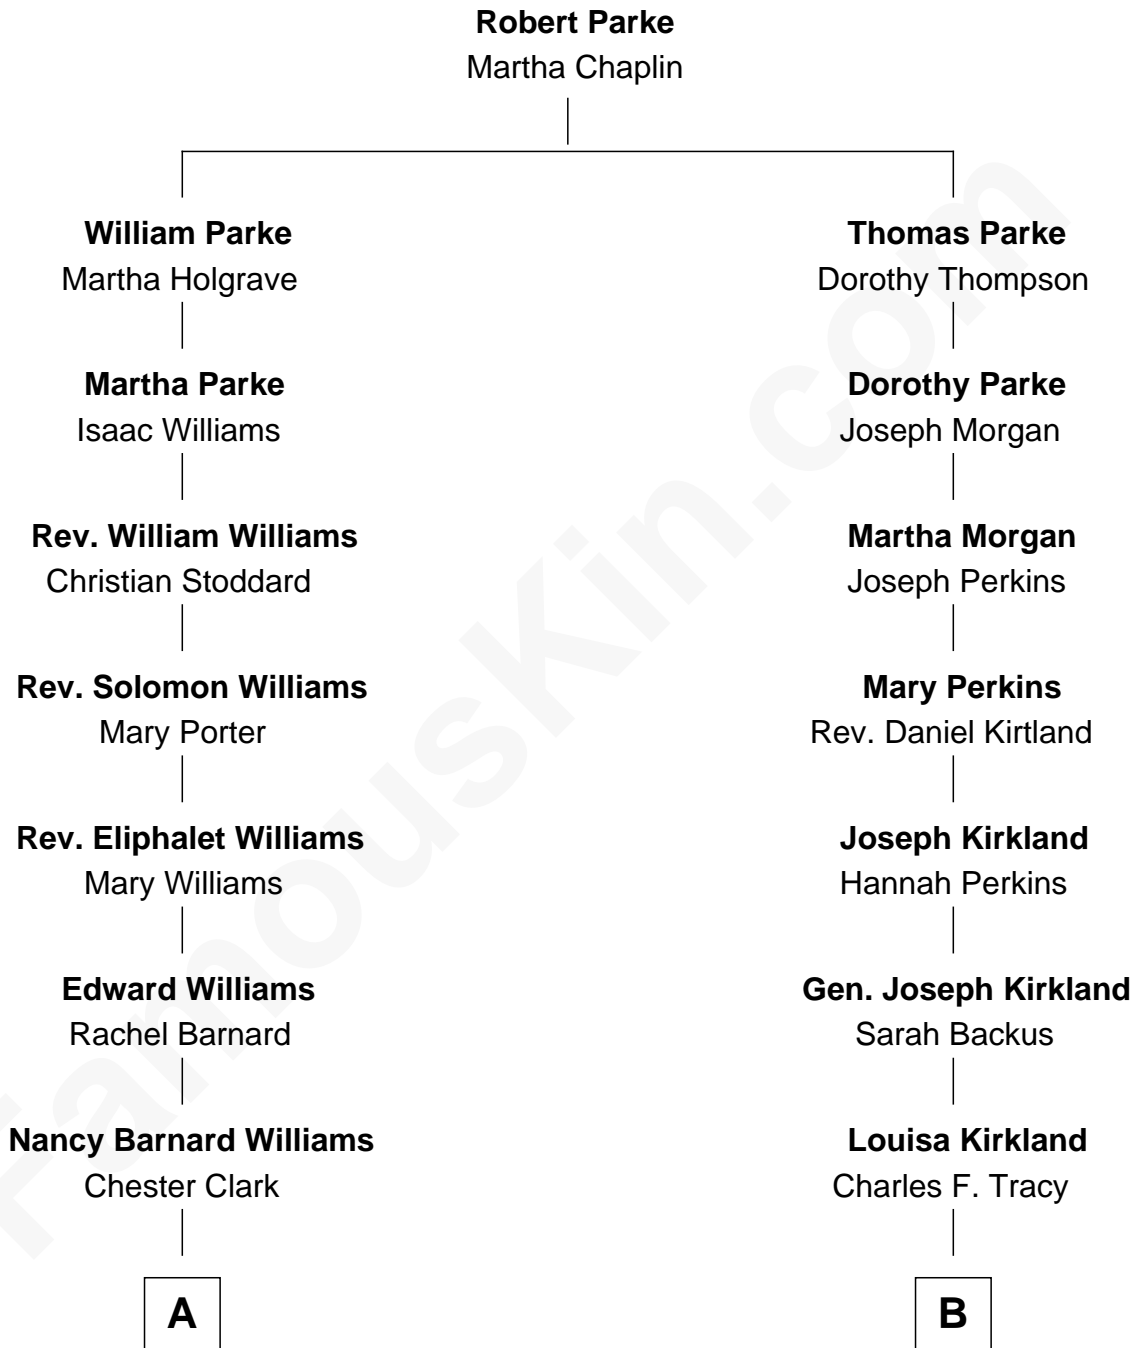 Robert Parke
Martha Chaplin
William Parke
Martha Holgrave
Thomas Parke
Dorothy Thompson
Martha Parke
Isaac Williams
Dorothy Parke
Joseph Morgan
Rev. William Williams
Christian Stoddard
Martha Morgan
Joseph Perkins
Rev. Solomon Williams
Mary Porter
Mary Perkins
Rev. Daniel Kirtland
Rev. Eliphalet Williams
Mary Williams
Joseph Kirkland
Hannah Perkins
Edward Williams
Rachel Barnard
Gen. Joseph Kirkland
Sarah Backus
Nancy Barnard Williams
Chester Clark
Louisa Kirkland
Charles F. Tracy
A
B
FamousKin.com